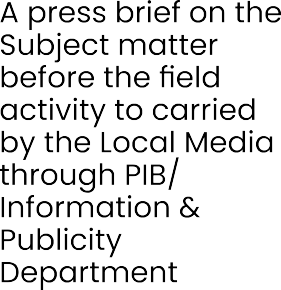 A press brief on the
Subject matter
before the field
activity to carried
by the Local Media
through PIB/
Information &
Publicity
Department